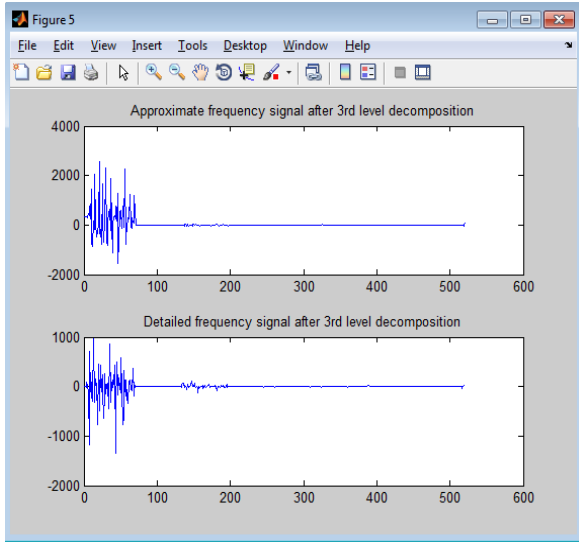 Figure 5
File Edit View Insert Tools Desktop Window Help
Approximate frequency signal after 3rd level decomposition
4000
2000
0
-2000
0 100 200 300 400 500 600
Detailed frequency signal after 3rd level decomposition
1000
0
-1000
-2000
0 100 200 300 400 500 600